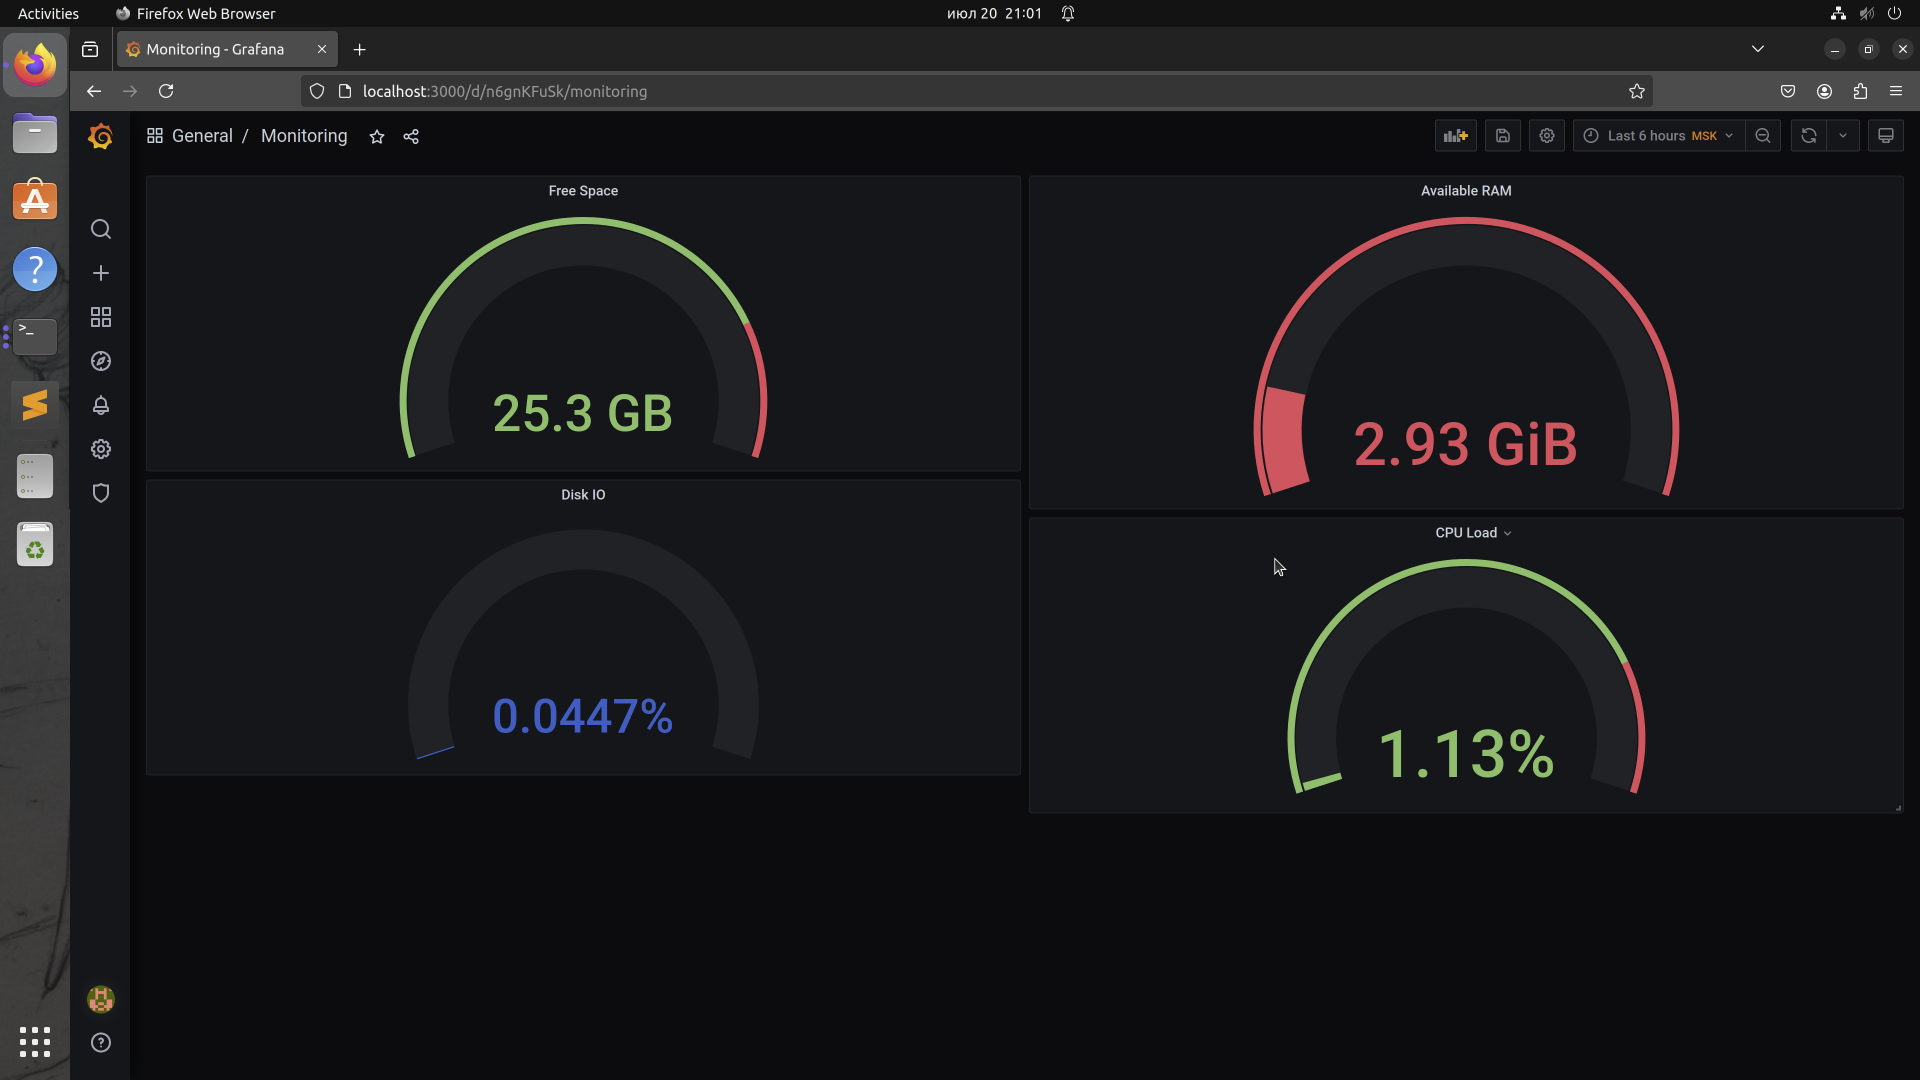 Activities
Firefox Web Browser
июл 20 21:01
Monitoring - Grafana
localhost:3000/d/n6gnKFuSk/monitoring
General / Monitoring
Last 6 hours MSK
Free Space
25.3 GB
Available RAM
2.93 GiB
Disk IO
0.0447%
CPU Load
1.13%